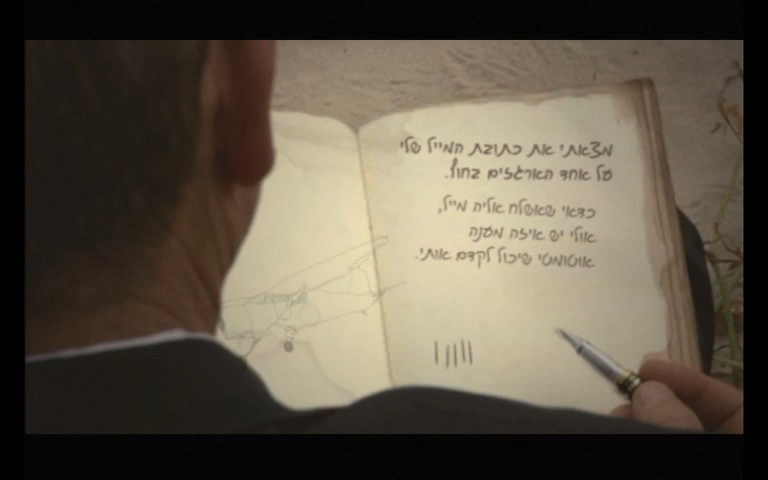 מצאתי את כתובת המייל שלי
על אחד הארגזים בחוץ.
כדאי שאשלח אליה מייל,
אולי יש איזה מענה
אוטומטי שיכול לקדם אותי.